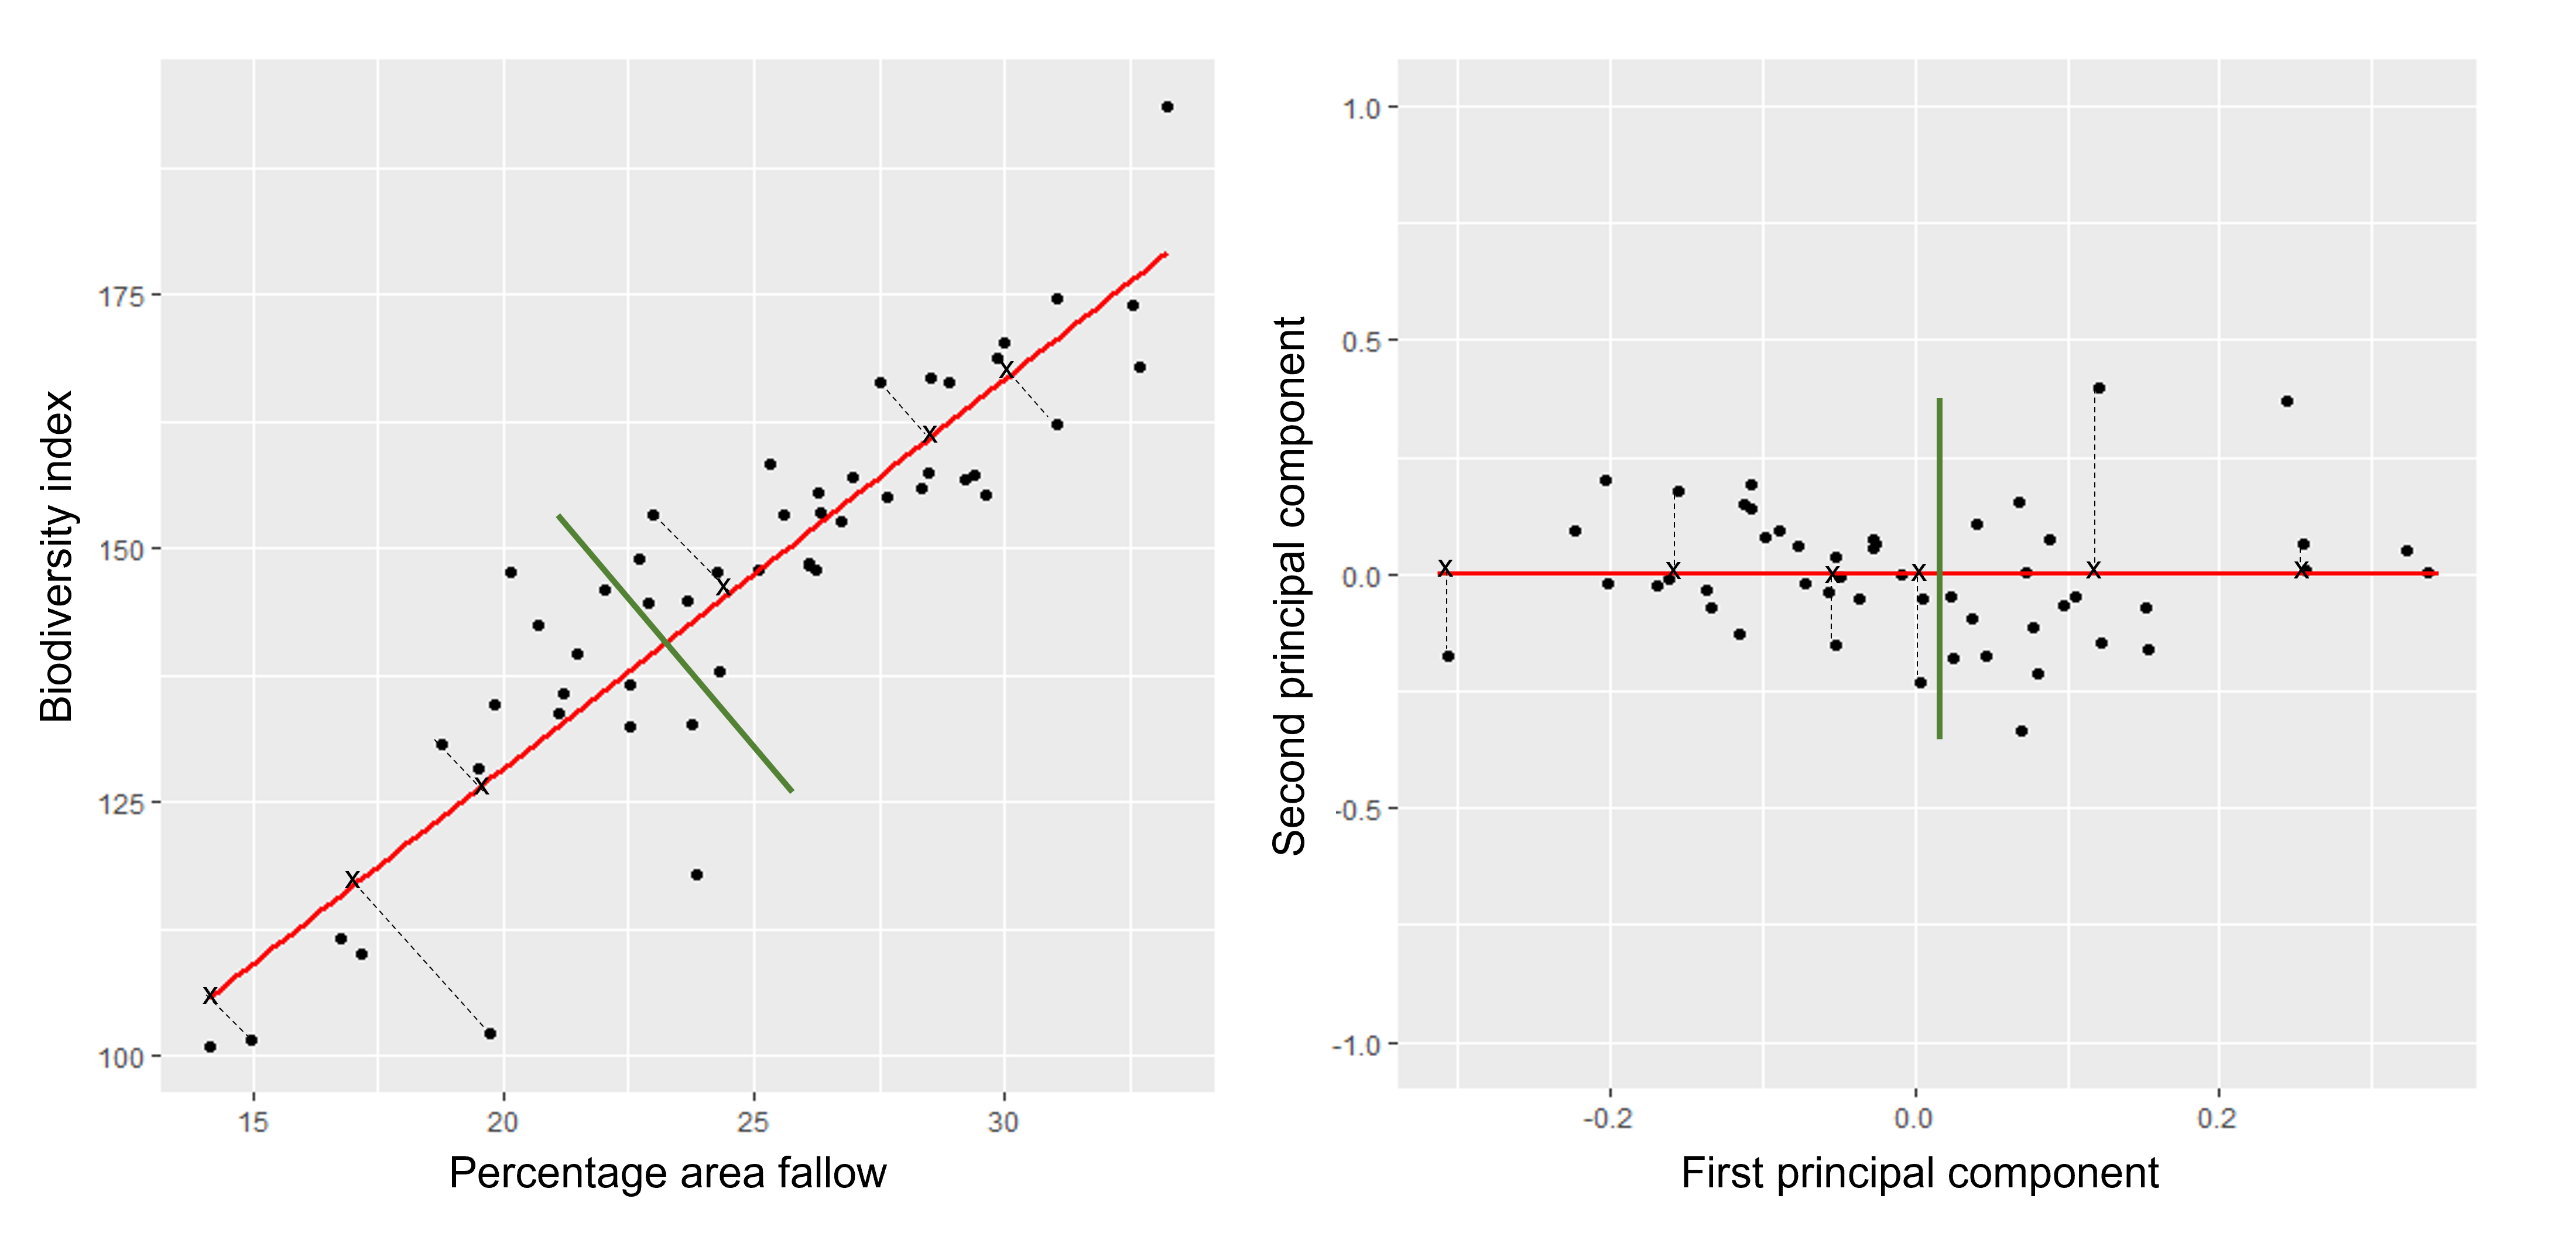 Biodiversity index
175
150
125
100
15 20 25 30
Percentage area fallow
Second principal component
1.0
0.5
0.0
-0.5
-1.0
-0.2 0.0 0.2
First principal component